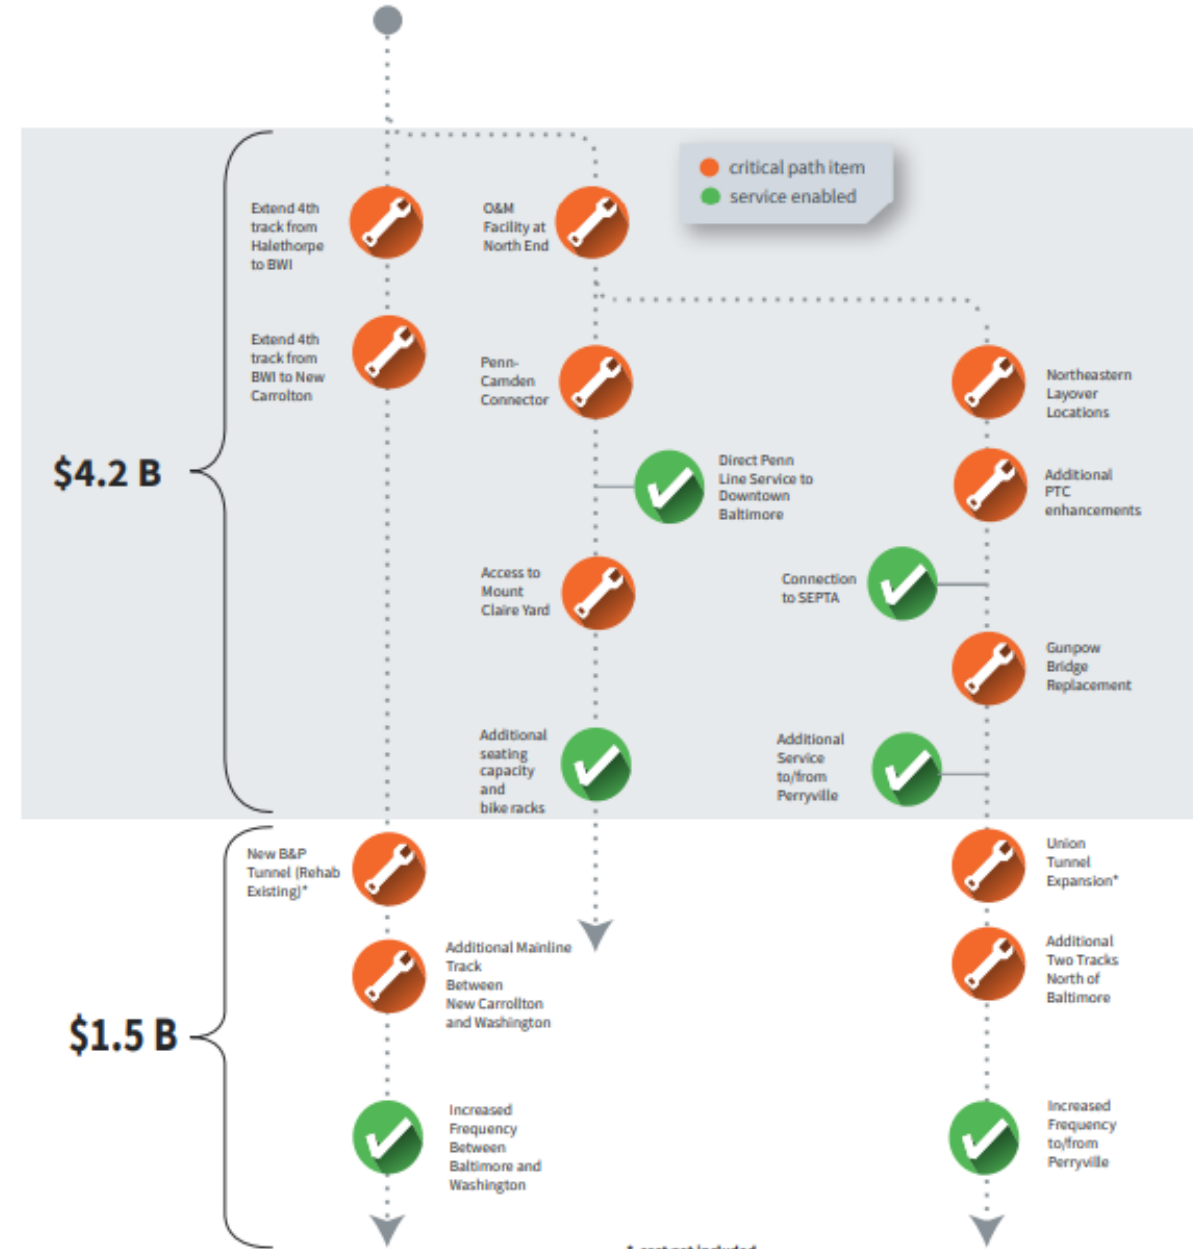 critical path item
service enabled
Extend 4th
track from
Halethorpe
to BWI
O&M
Facility at
North End
Extend 4th
track from
BWI to New
Carrolton
Penn-
Camden
Connector
Northeastern
Layover
Locations
$4.2 B
Direct Penn
Line Service to
Downtown
Baltimore
Additional
PTC
enhancements
Access to
Mount
Claire Yard
Connection
to SEPTA
Gunpow
Bridge
Replacement
Additional
seating
capacity
and
bike racks
Additional
Service
to/from
Perryville
New B&P
Tunnel (Rehab
Existing)*
Union
Tunnel
Expansion*
Additional Mainline
Track
Between
New Carrollton
and Washington
Additional
Two Tracks
North of
Baltimore
$1.5 B
Increased
Frequency
Between
Baltimore and
Washington
Increased
Frequency
to/from
Perryville
* cost not included